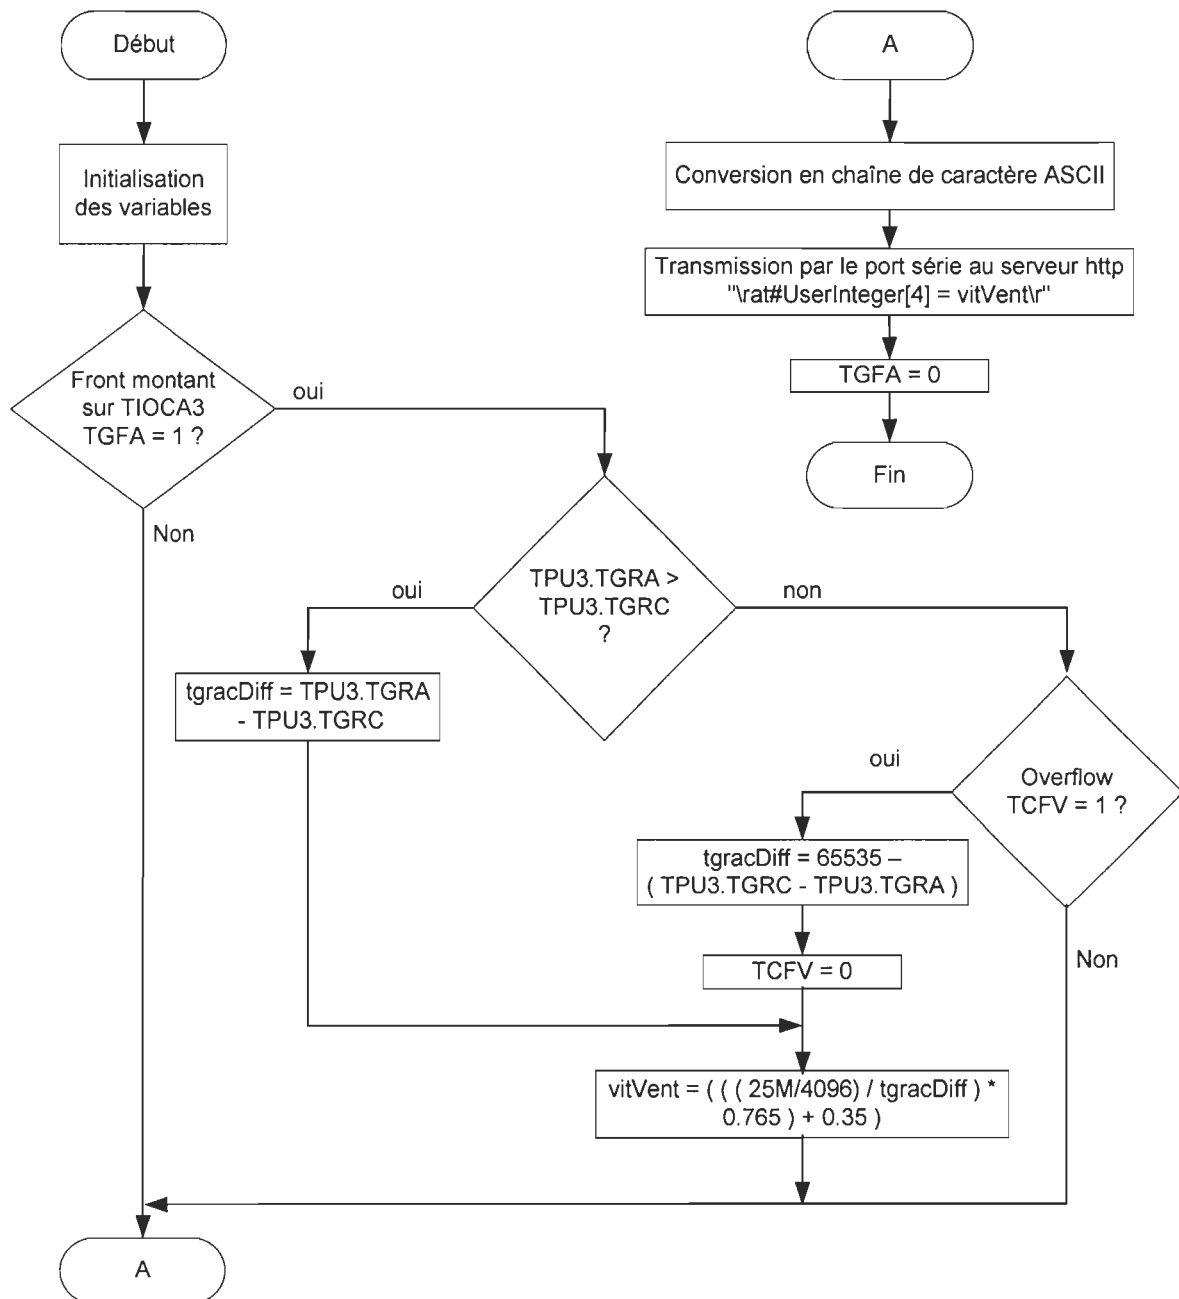 Début
Initialisation
des variables
Front montant
sur TIOCA3
TGFA = 1 ?
oui
Non
TPU3.TGRA >
TPU3.TGRC
?
oui
non
tgracDiff = TPU3.TGRA
- TPU3.TGRC
Overflow
TCFV = 1 ?
oui
Non
tgracDiff = 65535 –
( TPU3.TGRC - TPU3.TGRA )
TCFV = 0
vitVent = ( ( ( 25M/4096) / tgracDiff ) *
0.765 ) + 0.35 )
A
A
Conversion en chaîne de caractère ASCII
Transmission par le port série au serveur http
"\rat#UserInteger[4] = vitVent\r"
TGFA = 0
Fin